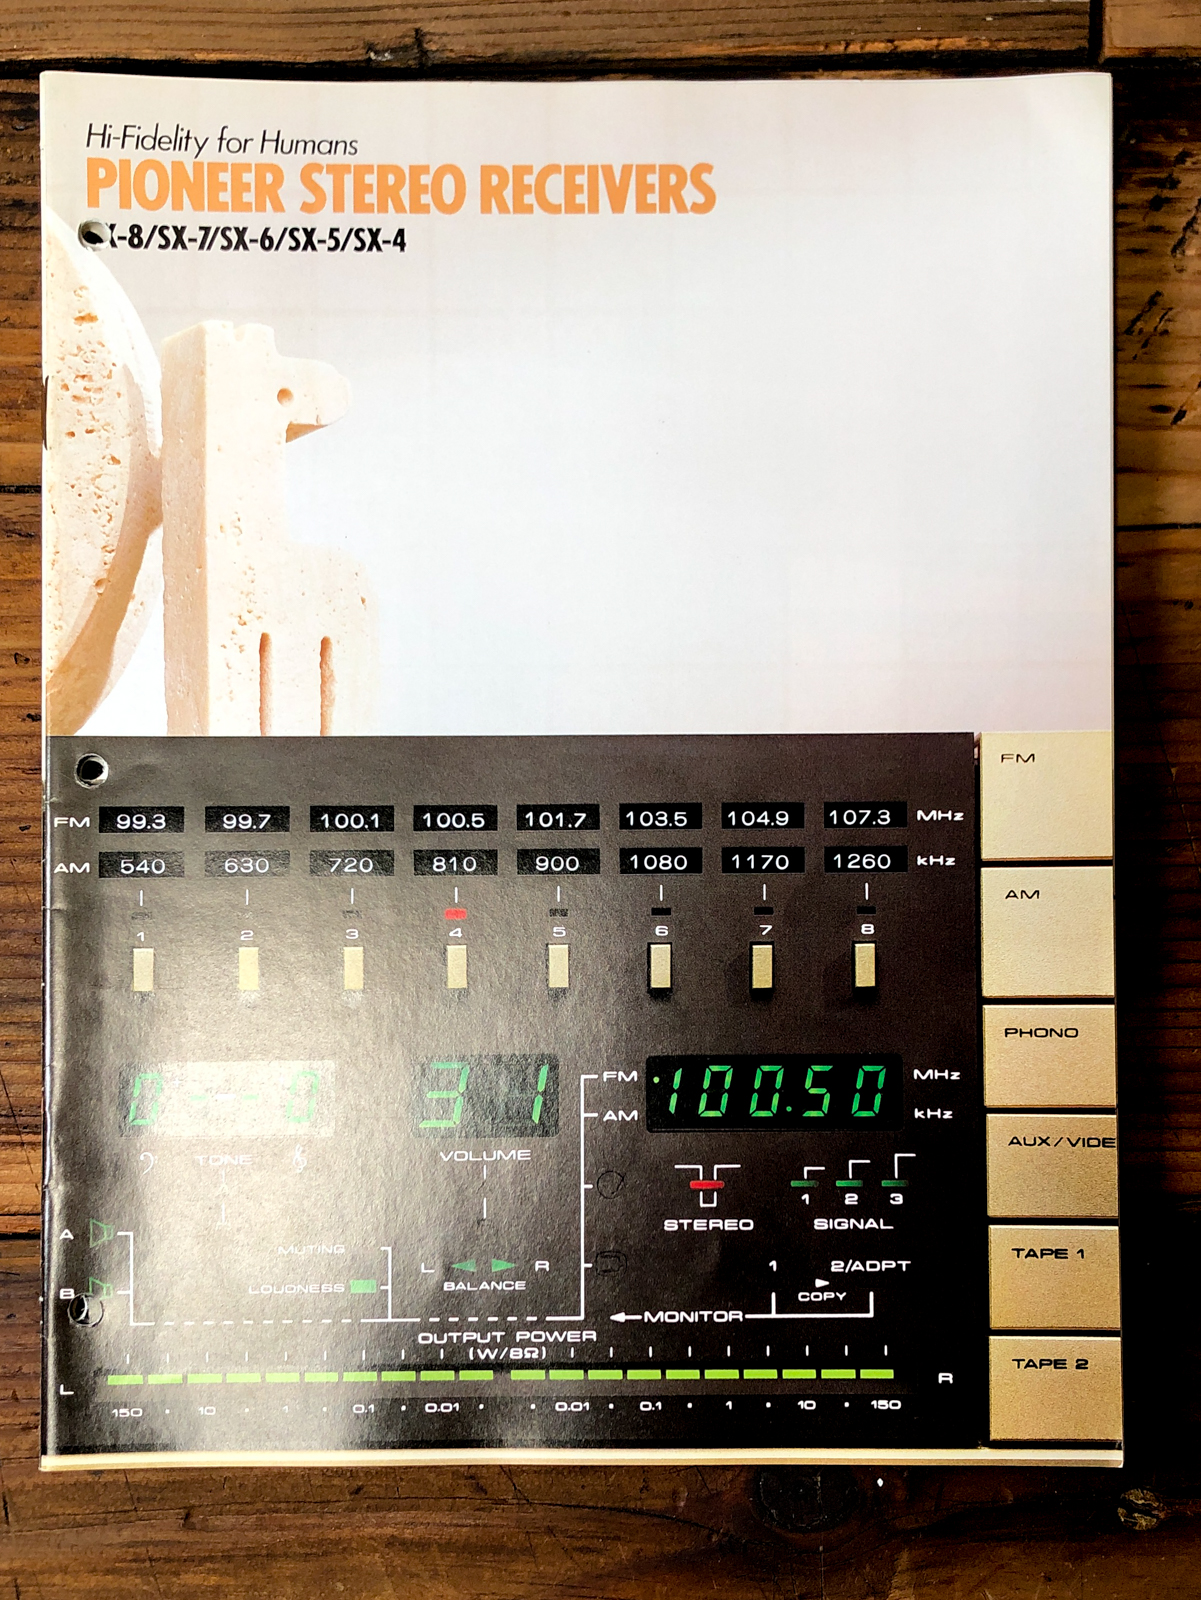 Hi-Fidelity for Humans
PIONEER STEREO RECEIVERS
X-8/SX-7/SX-6/SX-5/SX-4
FM 99.3 99.7 100.1 100.5 101.7 103.5 104.9 107.3 MHz
AM 540 630 720 810 900 1080 1170 1260 kHz
1 2 3 4 5 6 7 8
FM
AM
PHONO
AUX/VIDE
TAPE 1
TAPE 2
0 -- 0
TONE
31
VOLUME
FM 100.50 MHz
AM kHz
STEREO
1 2 3
SIGNAL
A
B
MUTING
LOUDNESS
L R
BALANCE
1 2/ADPT
COPY
MONITOR
OUTPUT POWER
(W/8Ω)
L R
150 · 10 · 1 · 0.1 · 0.01 · · 0.01 · 0.1 · 1 · 10 · 150